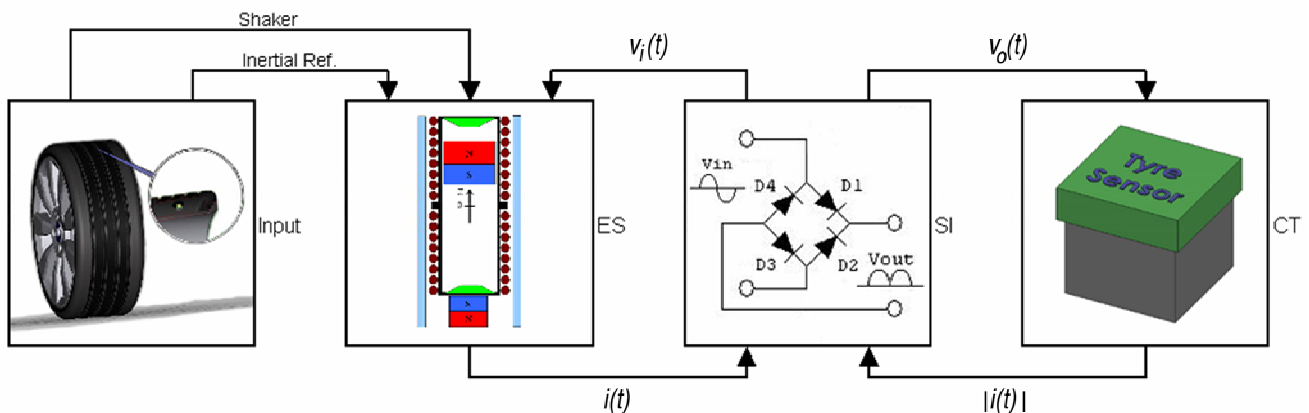 Shaker
Inertial Ref.
vi(t)
vo(t)
Input
ES
Vin
D4
D1
D3
D2
Vout
SI
Tyre
Sensor
CT
i(t)
|i(t)|